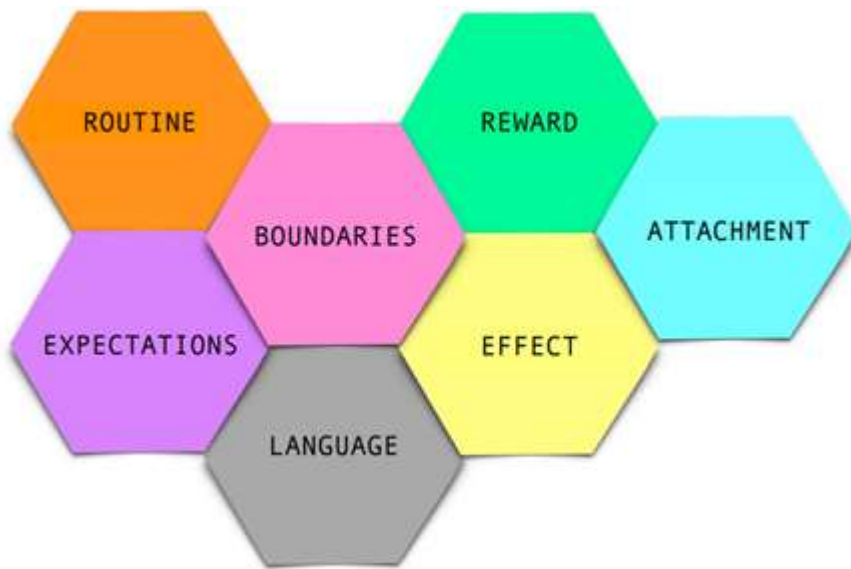 ROUTINE
REWARD
BOUNDARIES
ATTACHMENT
EXPECTATIONS
EFFECT
LANGUAGE